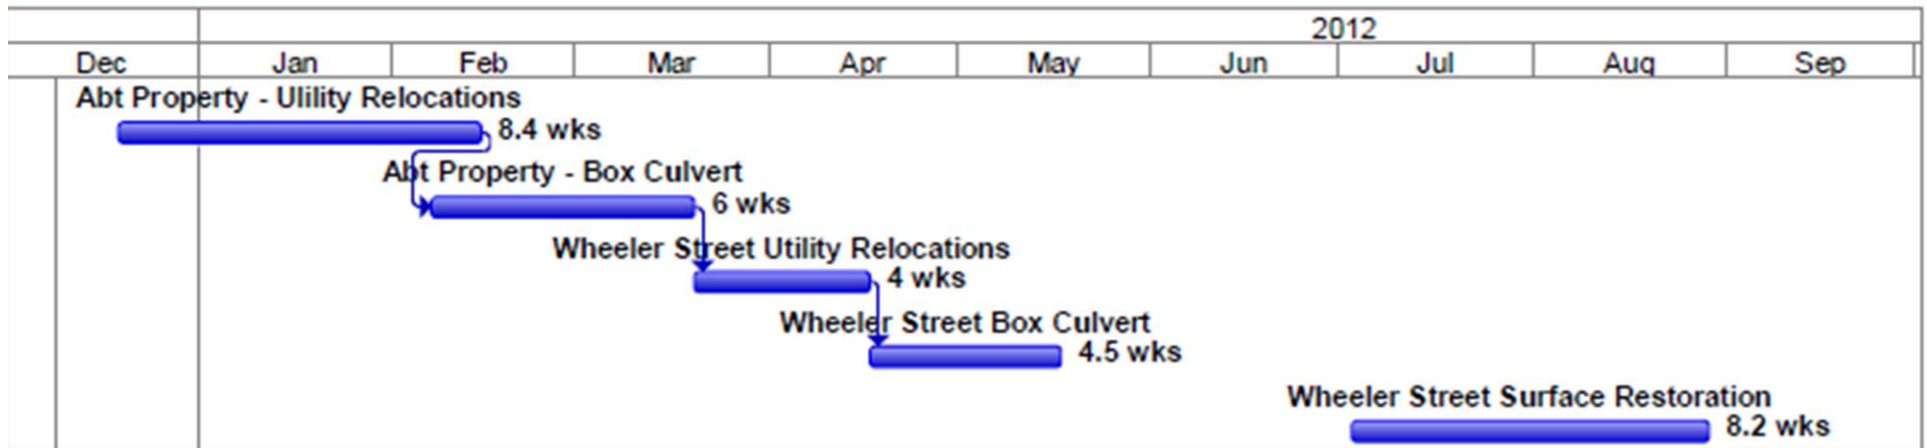 2012
Dec Jan Feb Mar Apr May Jun Jul Aug Sep
Abt Property - Ulility Relocations
8.4 wks
Abt Property - Box Culvert
6 wks
Wheeler Street Utility Relocations
4 wks
Wheeler Street Box Culvert
4.5 wks
Wheeler Street Surface Restoration
8.2 wks